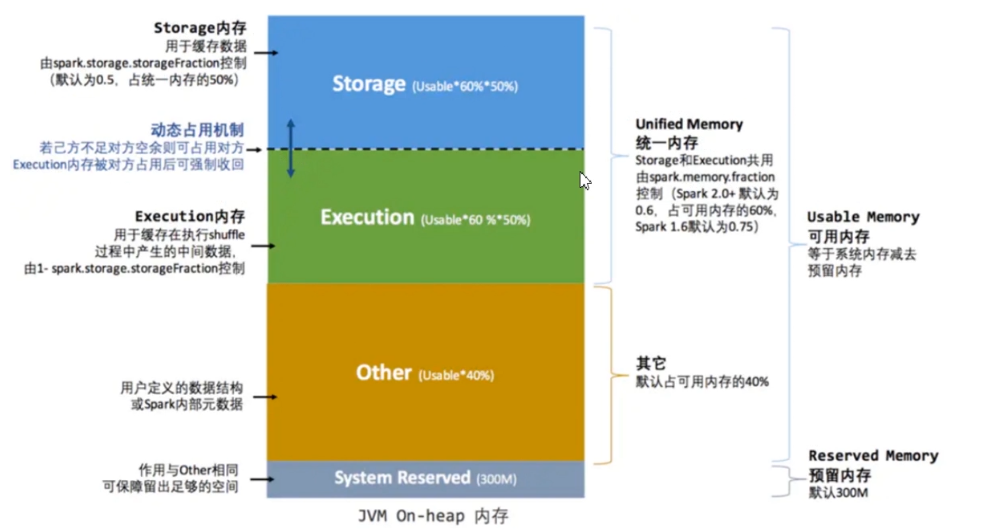 Storage内存
用于缓存数据
由spark.storage.storageFraction控制
（默认为0.5，占统一内存的50%）
动态占用机制
若己方不足对方空余则可占用对方
Execution内存被对方占用后可强制收回
Execution内存
用于缓存在执行shuffle
过程中产生的中间数据，
由1- spark.storage.storageFraction控制
用户定义的数据结构
或Spark内部元数据
作用与Other相同
可保障留出足够的空间
Storage (Usable*60%*50%)
Execution (Usable*60 %*50%)
Other (Usable*40%)
System Reserved (300M)
JVM On-heap 内存
Unified Memory
统一内存
Storage和Execution共用
由spark.memory.fraction
控制（Spark 2.0+ 默认为
0.6，占可用内存的60%，
Spark 1.6默认为0.75）
其它
默认占可用内存的40%
Usable Memory
可用内存
等于系统内存减去
预留内存
Reserved Memory
预留内存
默认300M